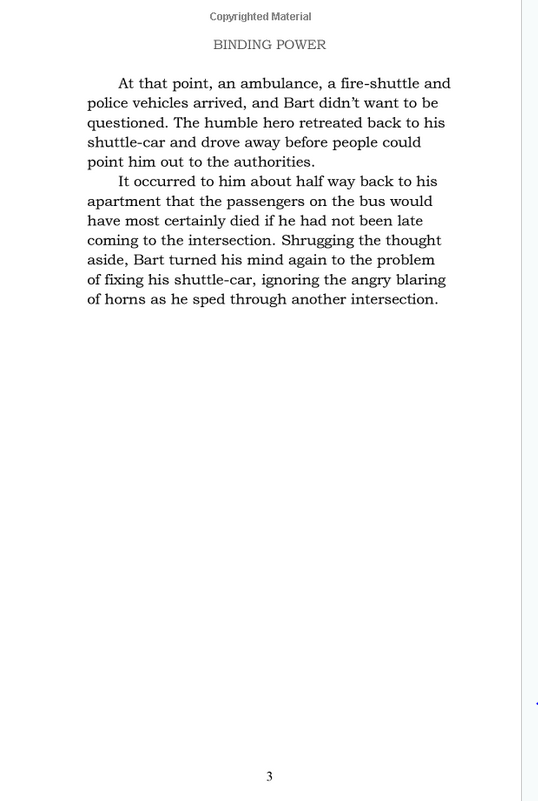 Copyrighted Material
BINDING POWER
At that point, an ambulance, a fire-shuttle and
police vehicles arrived, and Bart didn’t want to be
questioned. The humble hero retreated back to his
shuttle-car and drove away before people could
point him out to the authorities.
It occurred to him about half way back to his
apartment that the passengers on the bus would
have most certainly died if he had not been late
coming to the intersection. Shrugging the thought
aside, Bart turned his mind again to the problem
of fixing his shuttle-car, ignoring the angry blaring
of horns as he sped through another intersection.
3